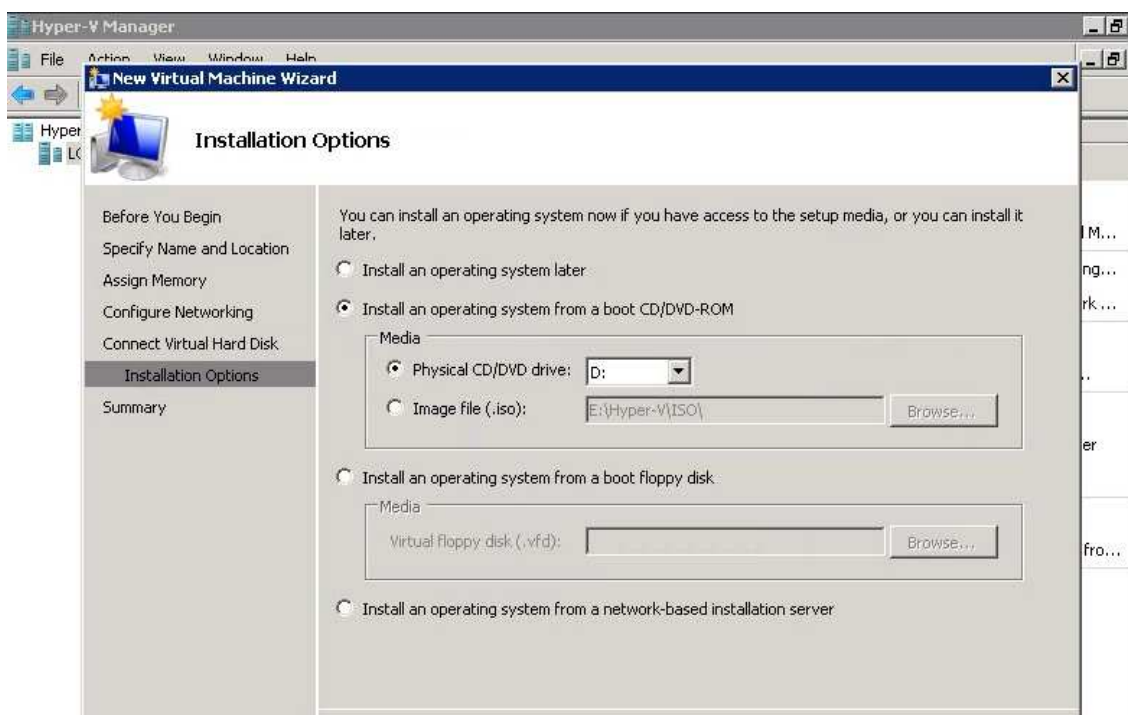 Hyper-V Manager
File Action View Window Help
New Virtual Machine Wizard
Hyper
Installation Options
Before You Begin
Specify Name and Location
Assign Memory
Configure Networking
Connect Virtual Hard Disk
Installation Options
Summary
You can install an operating system now if you have access to the setup media, or you can install it
later.
Install an operating system later
Install an operating system from a boot CD/DVD-ROM
Media
Physical CD/DVD drive: D:
Image file (.iso): E:\Hyper-V\ISO\ Browse...
Install an operating system from a boot floppy disk
Media
Virtual floppy disk (.vfd): Browse...
Install an operating system from a network-based installation server
M...
ng...
rk ...
..
er
fro...